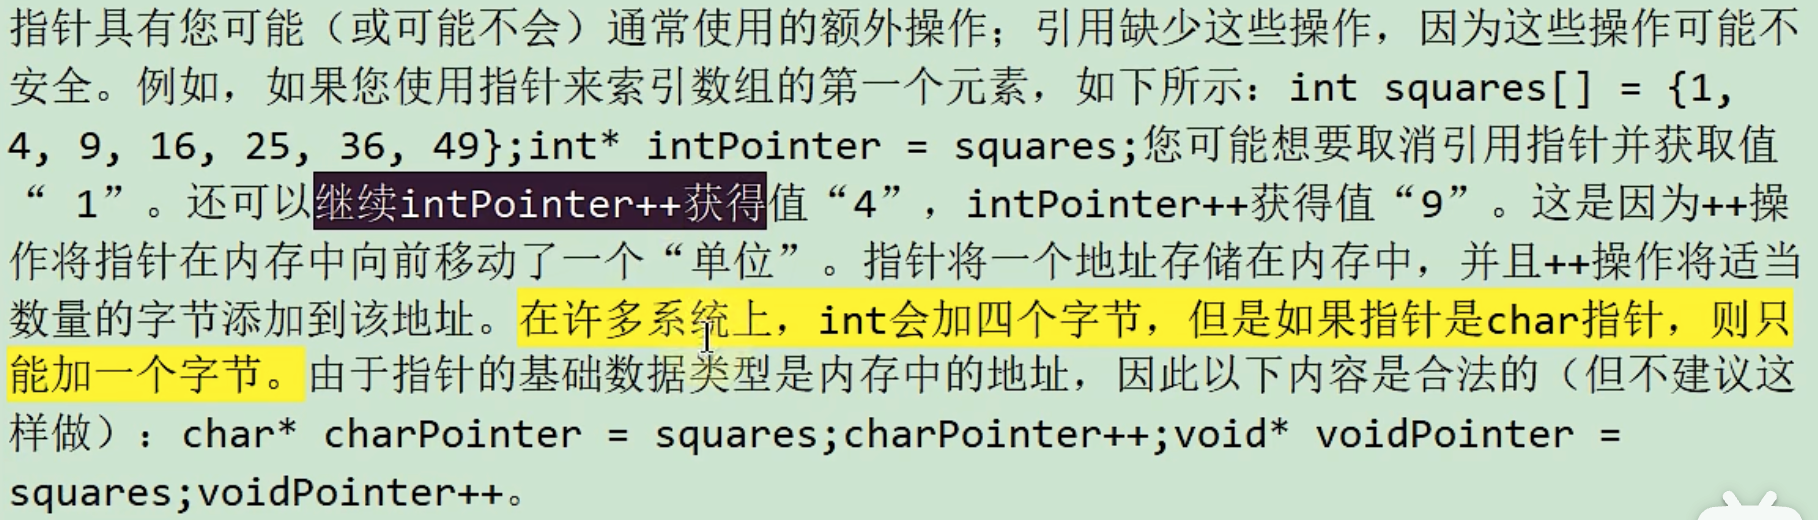 指针具有您可能（或可能不会）通常使用的额外操作；引用缺少这些操作，因为这些操作可能不
安全。例如，如果您使用指针来索引数组的第一个元素，如下所示：int squares[] = {1,
4, 9, 16, 25, 36, 49};int* intPointer = squares;您可能想要取消引用指针并获取值
“ 1”。还可以继续intPointer++获得值“4”，intPointer++获得值“9”。这是因为++操
作将指针在内存中向前移动了一个“单位”。指针将一个地址存储在内存中，并且++操作将适当
数量的字节添加到该地址。在许多系统上，int会加四个字节，但是如果指针是char指针，则只
能加一个字节。由于指针的基础数据类型是内存中的地址，因此以下内容是合法的（但不建议这
样做）：char* charPointer = squares;charPointer++;void* voidPointer =
squares;voidPointer++。